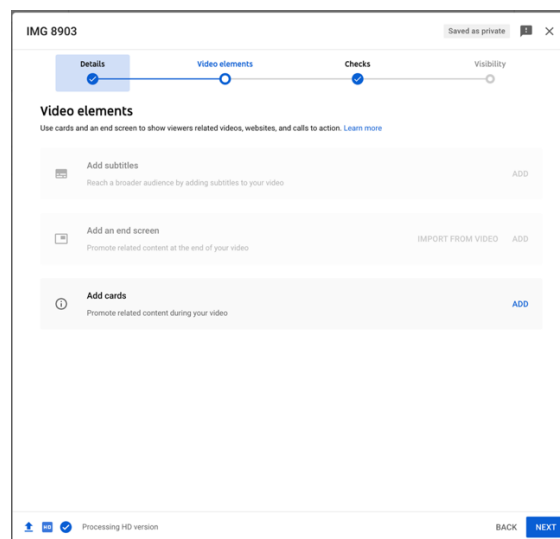 IMG 8903
Saved as private
Details
Video elements
Checks
Visibility
Video elements
Use cards and an end screen to show viewers related videos, websites, and calls to action. Learn more
Add subtitles
Reach a broader audience by adding subtitles to your video
ADD
Add an end screen
Promote related content at the end of your video
IMPORT FROM VIDEO
ADD
Add cards
Promote related content during your video
ADD
HD
Processing HD version
BACK
NEXT